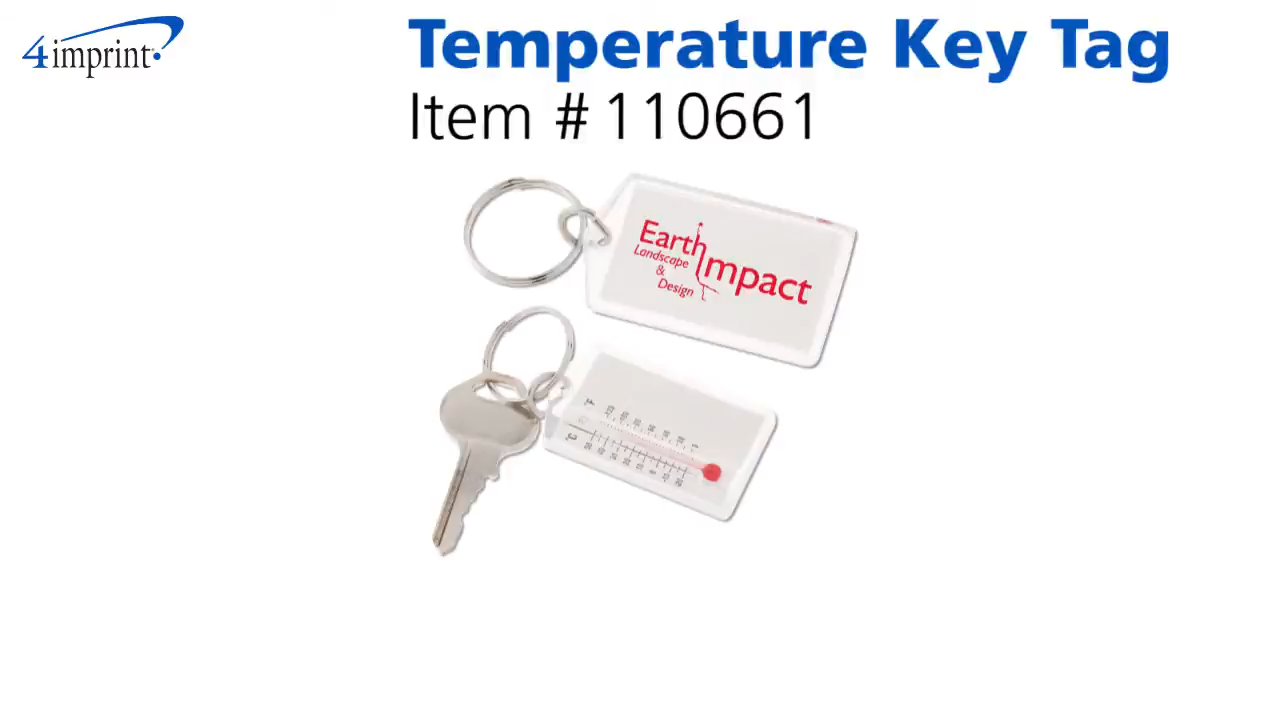 4imprint
Temperature Key Tag
Item # 110661
Earth
Impact
Landscape
&
Design